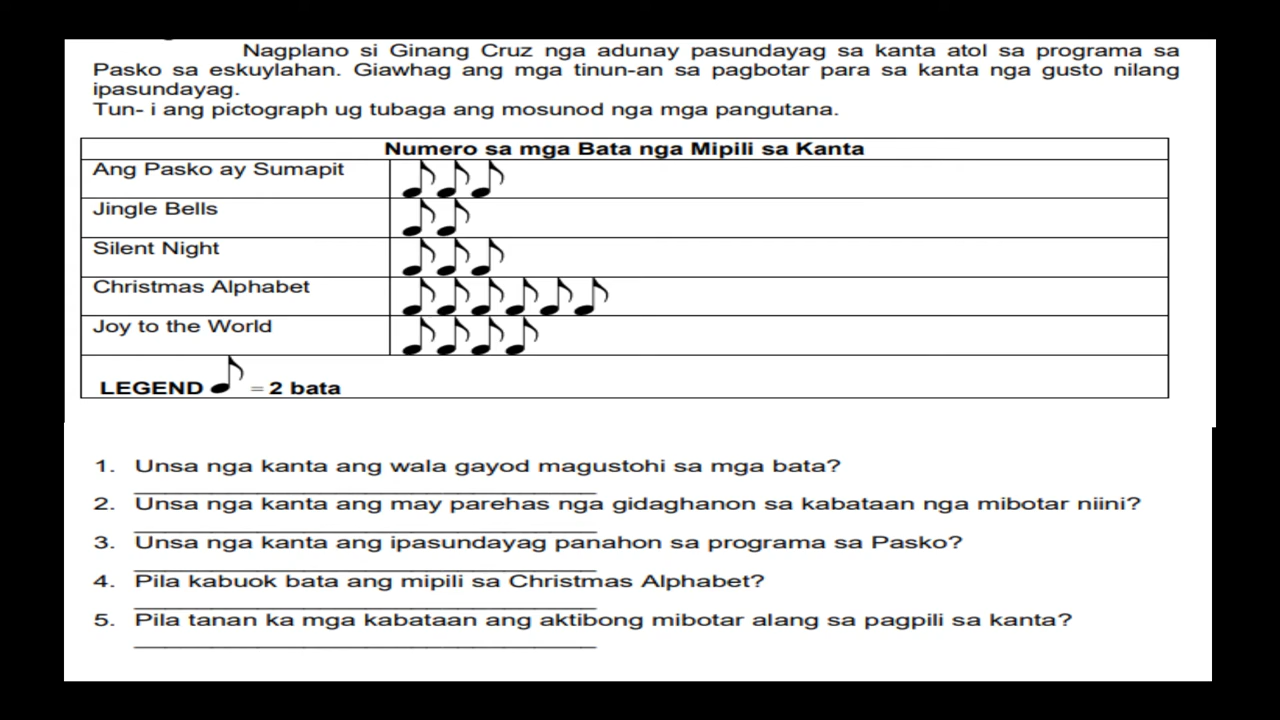 Nagplano si Ginang Cruz nga adunay pasundayag sa kanta atol sa programa sa
Pasko sa eskuylahan. Giawhag ang mga tinun-an sa pagbotar para sa kanta nga gusto nilang
ipasundayag.
Tun- i ang pictograph ug tubaga ang mosunod nga mga pangutana.
Numero sa mga Bata nga Mipili sa Kanta
Ang Pasko ay Sumapit
Jingle Bells
Silent Night
Christmas Alphabet
Joy to the World
LEGEND = 2 bata
1. Unsa nga kanta ang wala gayod magustohi sa mga bata?
2. Unsa nga kanta ang may parehas nga gidaghanon sa kabataan nga mibotar niini?
3. Unsa nga kanta ang ipasundayag panahon sa programa sa Pasko?
4. Pila kabuok bata ang mipili sa Christmas Alphabet?
5. Pila tanan ka mga kabataan ang aktibong mibotar alang sa pagpili sa kanta?